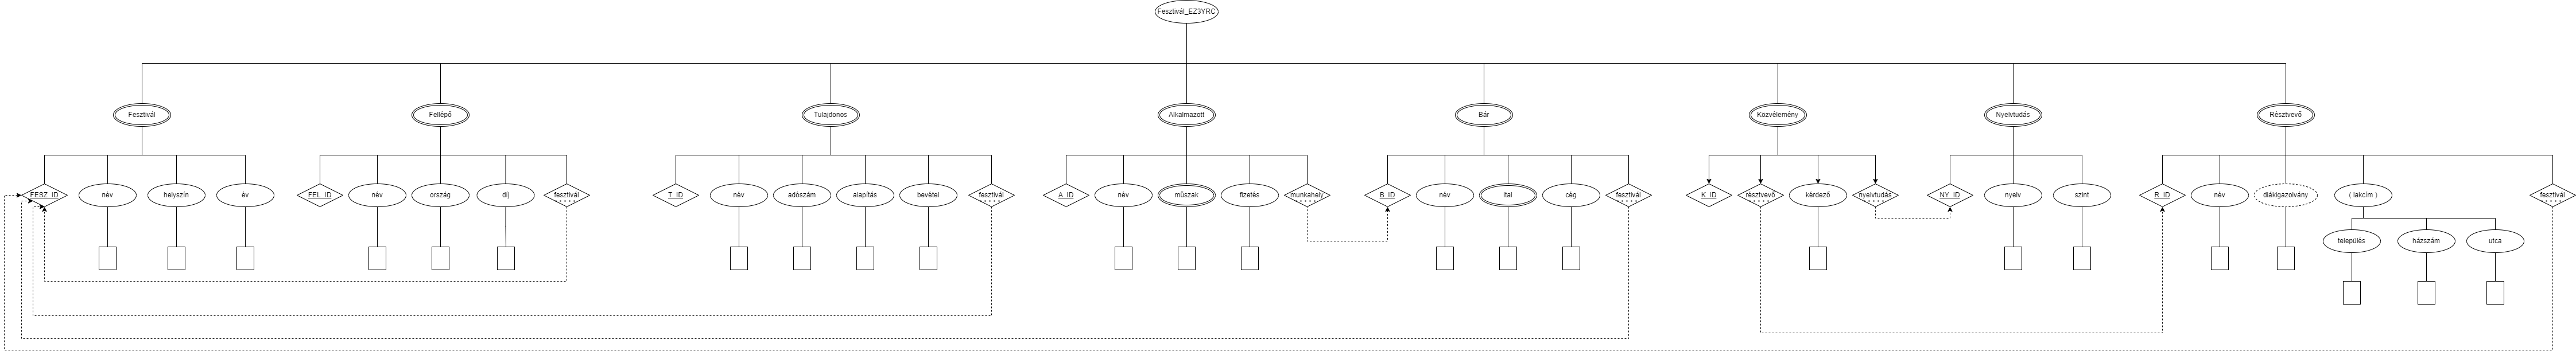 Fesztivál_EZ3YRC
Fesztivál
Fellépő
Tulajdonos
Alkalmazott
Bár
Közvélemény
Nyelvtudás
Résztvevő
FESZ_ID
név
helyszín
év
FEL_ID
név
ország
díj
fesztivál
T_ID
név
adószám
alapítás
bevétel
fesztivál
A_ID
név
műszak
fizetés
munkahely
B_ID
név
ital
cég
fesztivál
K_ID
résztvevő
kérdező
nyelvtudás
NY_ID
nyelv
szint
R_ID
név
diákigazolvány
( lakcím )
fesztivál
település
házszám
utca